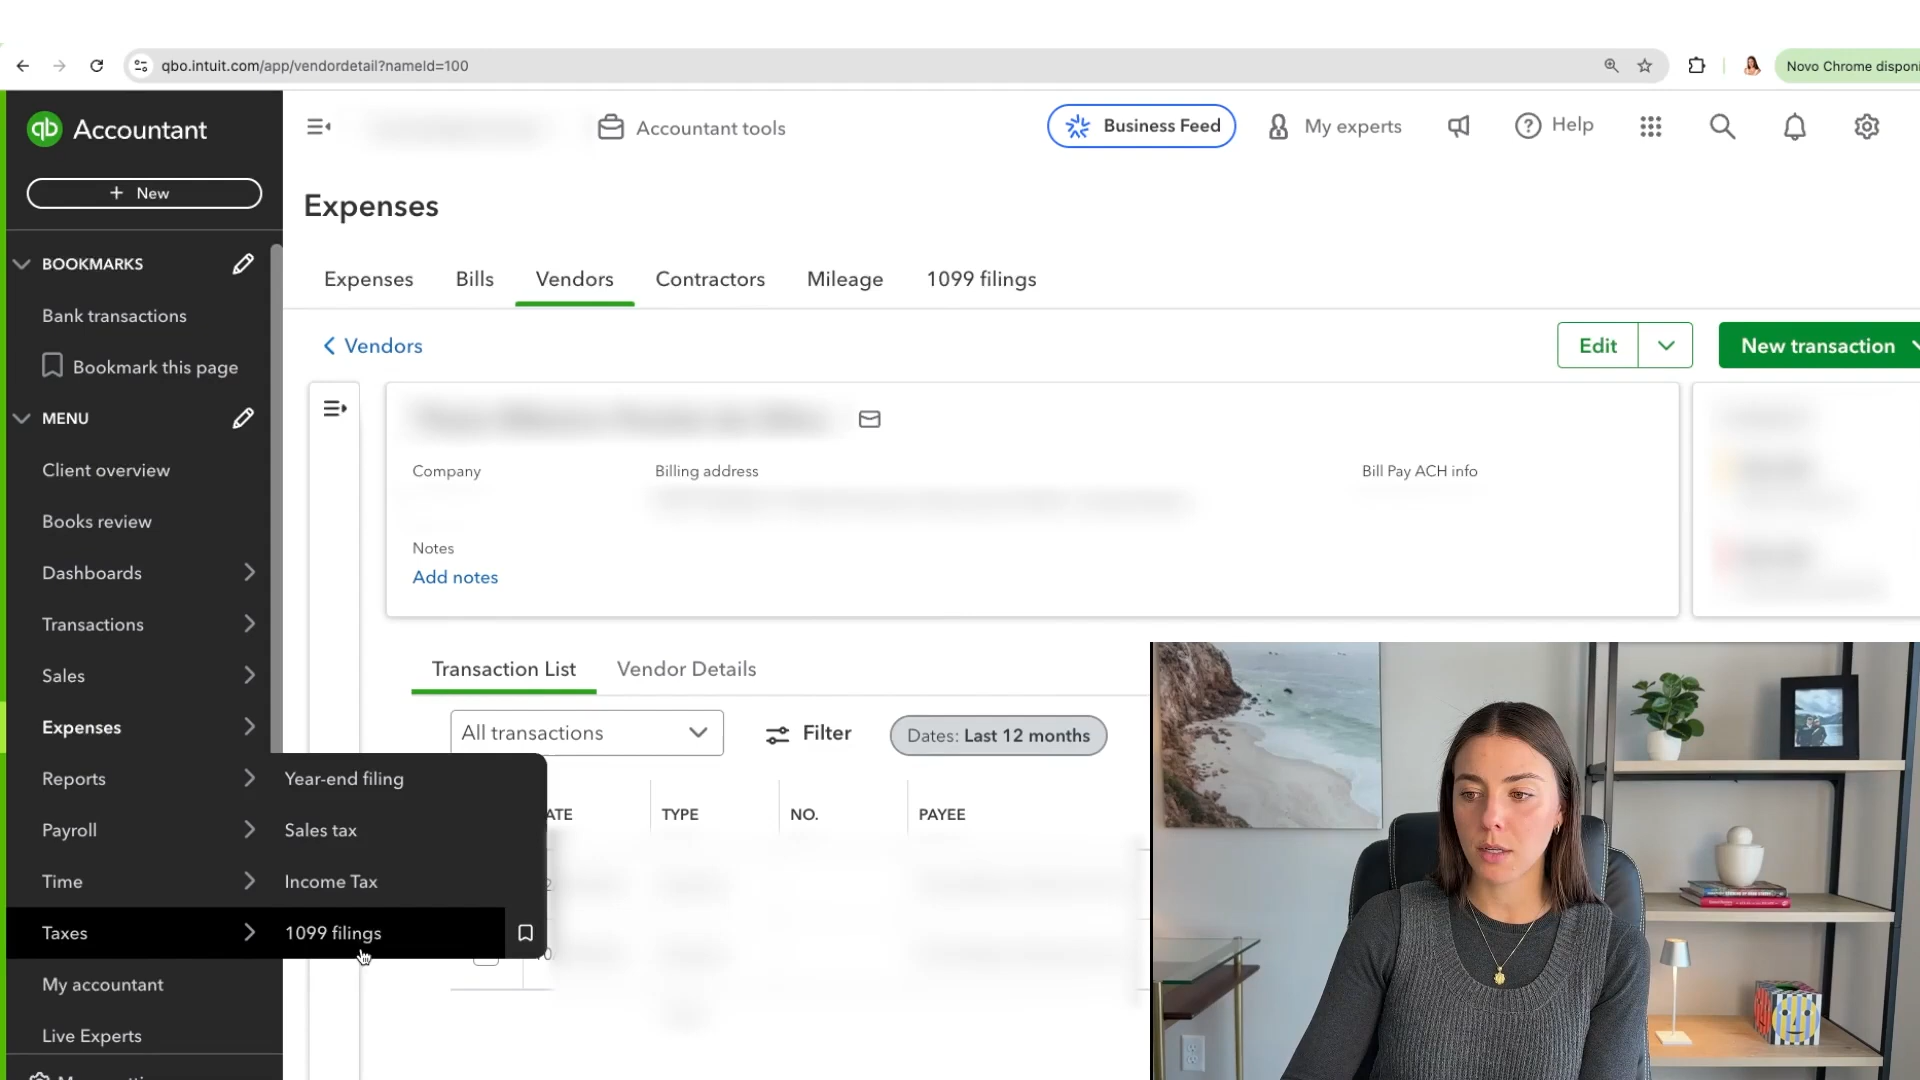 qbo.intuit.com/app/vendordetail?nameId=100
Novo Chrome disponí
qb Accountant
Accountant tools
Business Feed
My experts
Help
+ New
Expenses
BOOKMARKS
Bank transactions
Bookmark this page
MENU
Client overview
Books review
Dashboards
Transactions
Sales
Expenses
Reports
Payroll
Time
Taxes
My accountant
Live Experts
Year-end filing
Sales tax
Income Tax
1099 filings
Expenses Bills Vendors Contractors Mileage 1099 filings
Vendors
Edit
New transaction
Company
Billing address
Bill Pay ACH info
Notes
Add notes
Transaction List
Vendor Details
All transactions
Filter
Dates: Last 12 months
ATE
TYPE
NO.
PAYEE